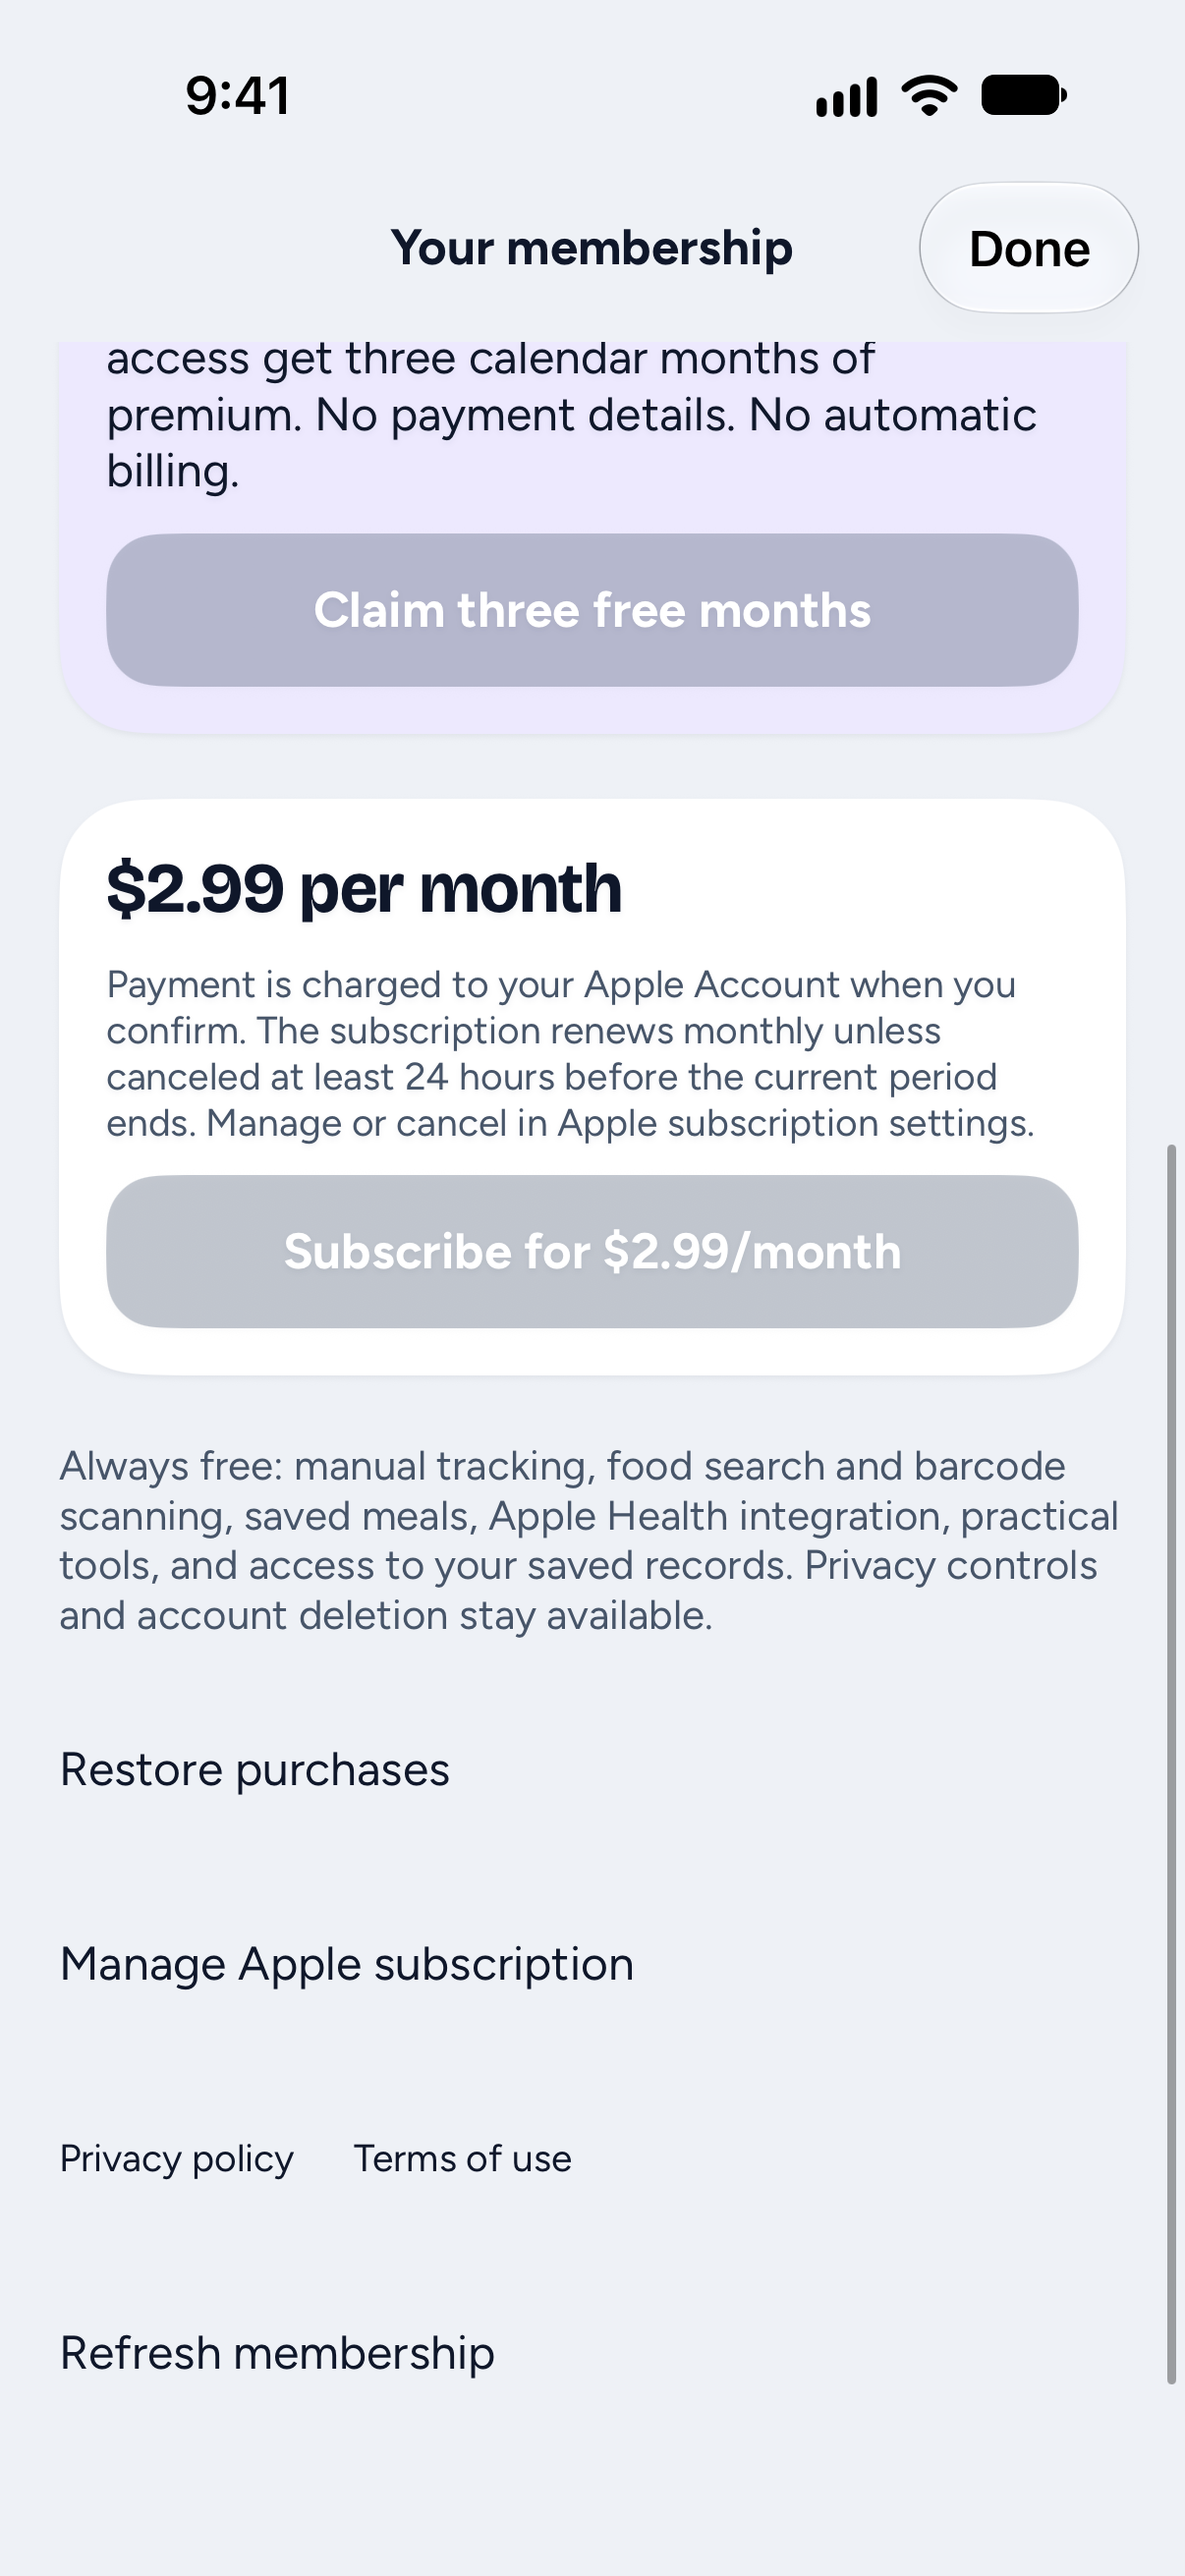 9:41
Your membership
Done
access get three calendar months of
premium. No payment details. No automatic
billing.
Claim three free months
$2.99 per month
Payment is charged to your Apple Account when you
confirm. The subscription renews monthly unless
canceled at least 24 hours before the current period
ends. Manage or cancel in Apple subscription settings.
Subscribe for $2.99/month
Always free: manual tracking, food search and barcode
scanning, saved meals, Apple Health integration, practical
tools, and access to your saved records. Privacy controls
and account deletion stay available.
Restore purchases
Manage Apple subscription
Privacy policy
Terms of use
Refresh membership